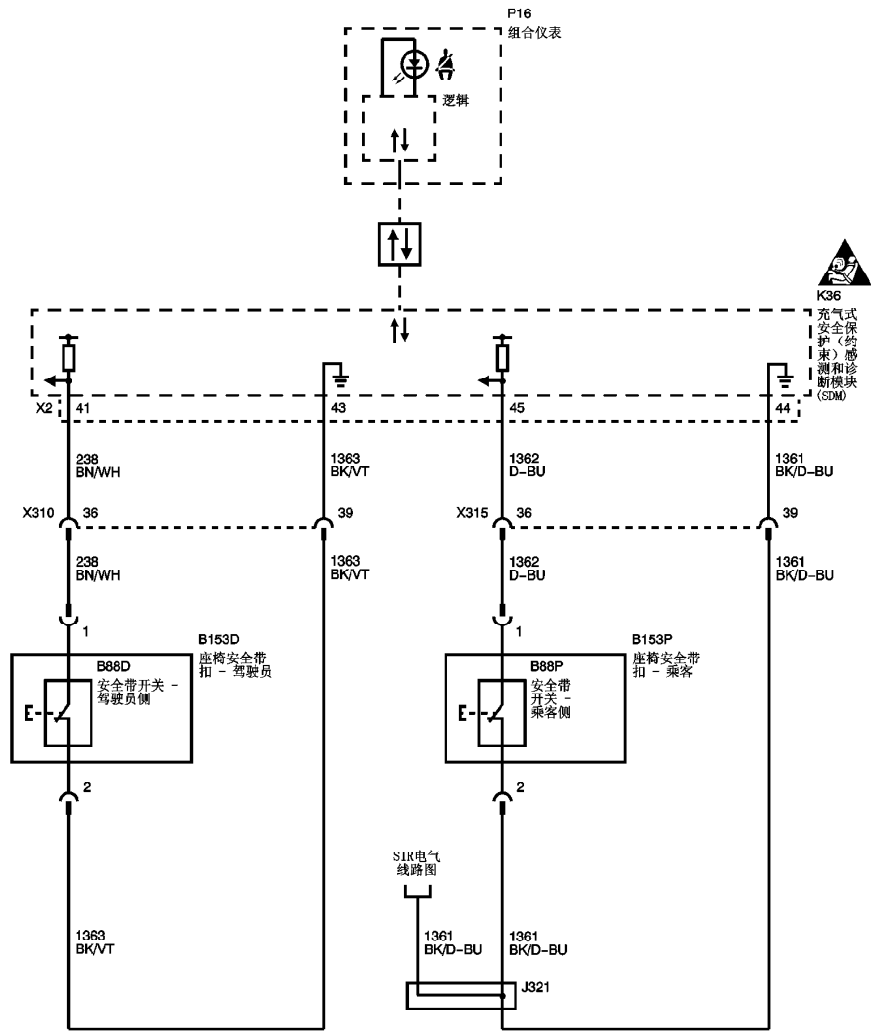 P16
组合仪表
逻辑
K36
充气式
安全保
护（约
束）感
测和诊
断模块
(SDM)
X2
41
43
45
44
238
BN/WH
1363
BK/VT
1362
D-BU
1361
BK/D-BU
X310
36
39
X315
36
39
238
BN/WH
1363
BK/VT
1362
D-BU
1361
BK/D-BU
1
B153D
座椅安全带
扣 - 驾驶员
B88D
安全带开关 -
驾驶员侧
E
2
1
B153P
座椅安全带
扣 - 乘客
B88P
安全带
开关 -
乘客侧
E
2
SIR电气
线路图
1363
BK/VT
1361
BK/D-BU
1361
BK/D-BU
J321